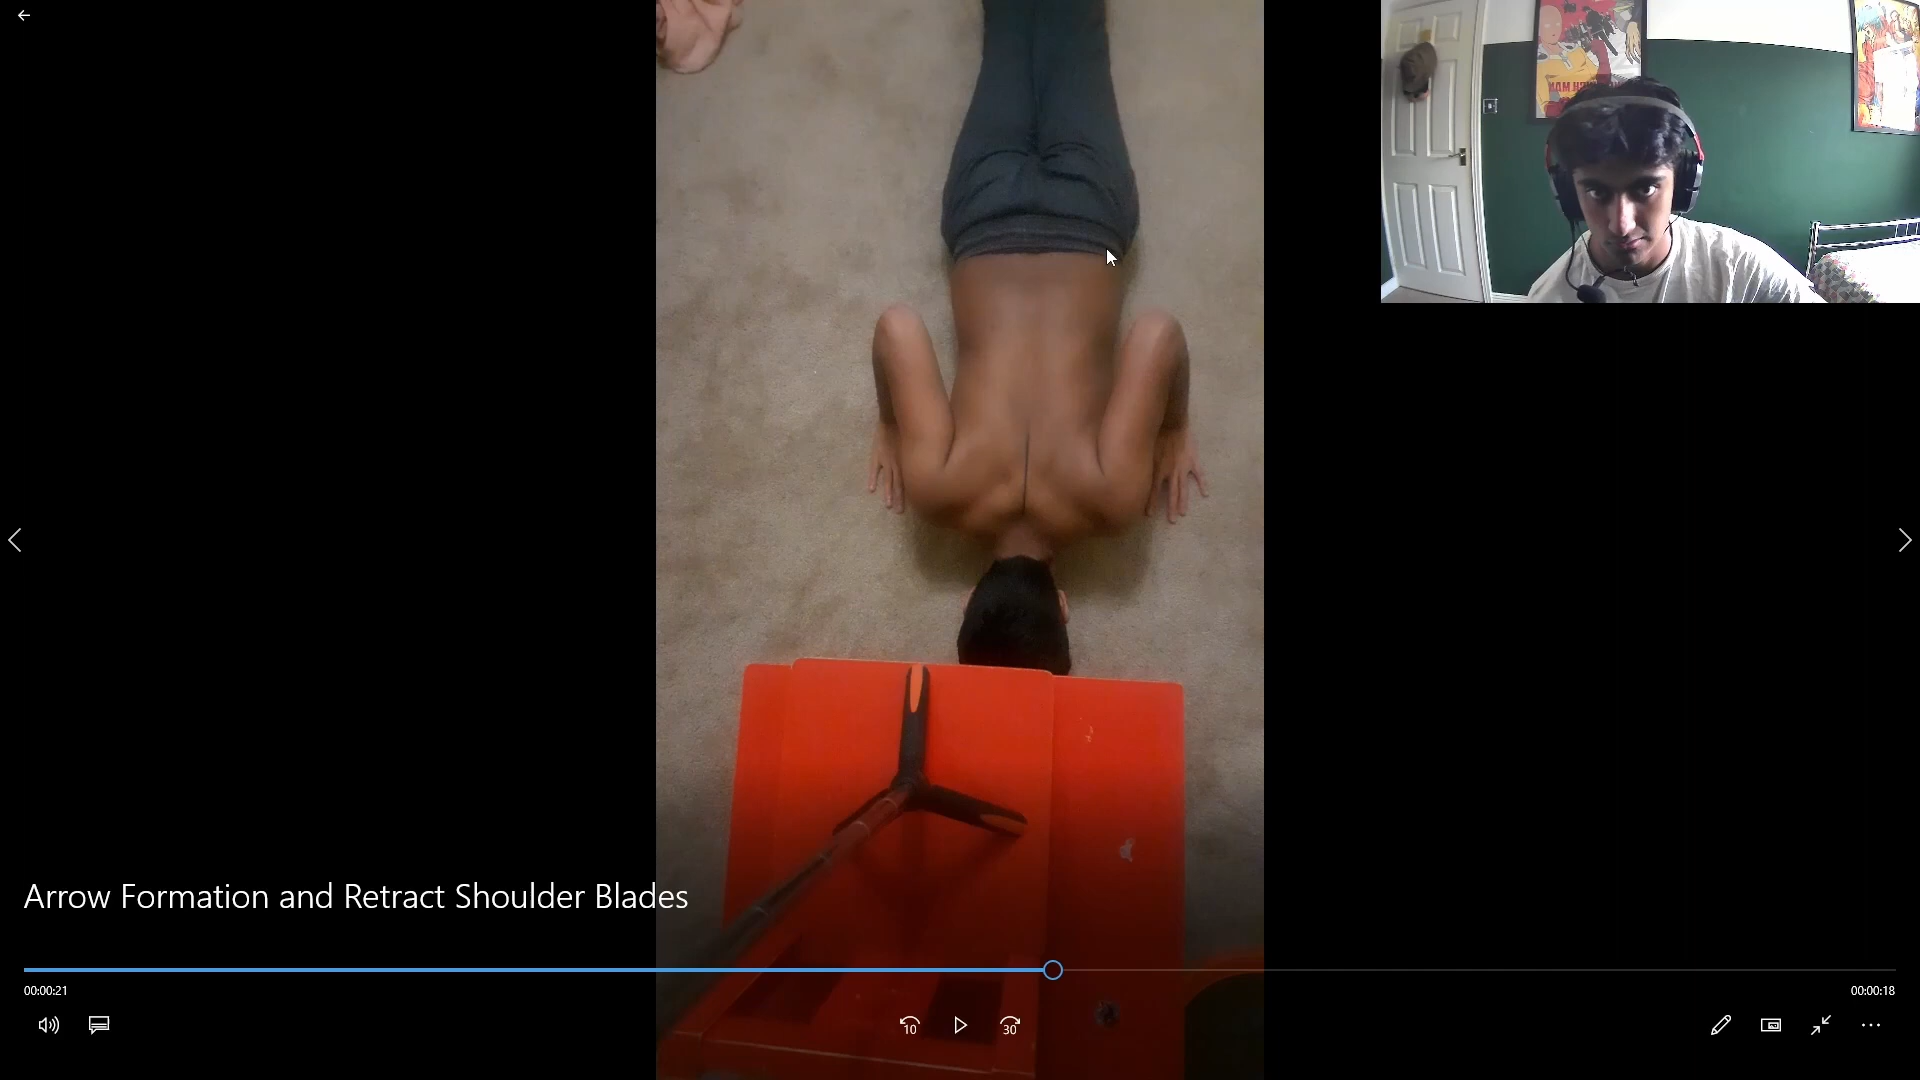 Arrow Formation and Retract Shoulder Blades
00:00:21
00:00:18
10
30